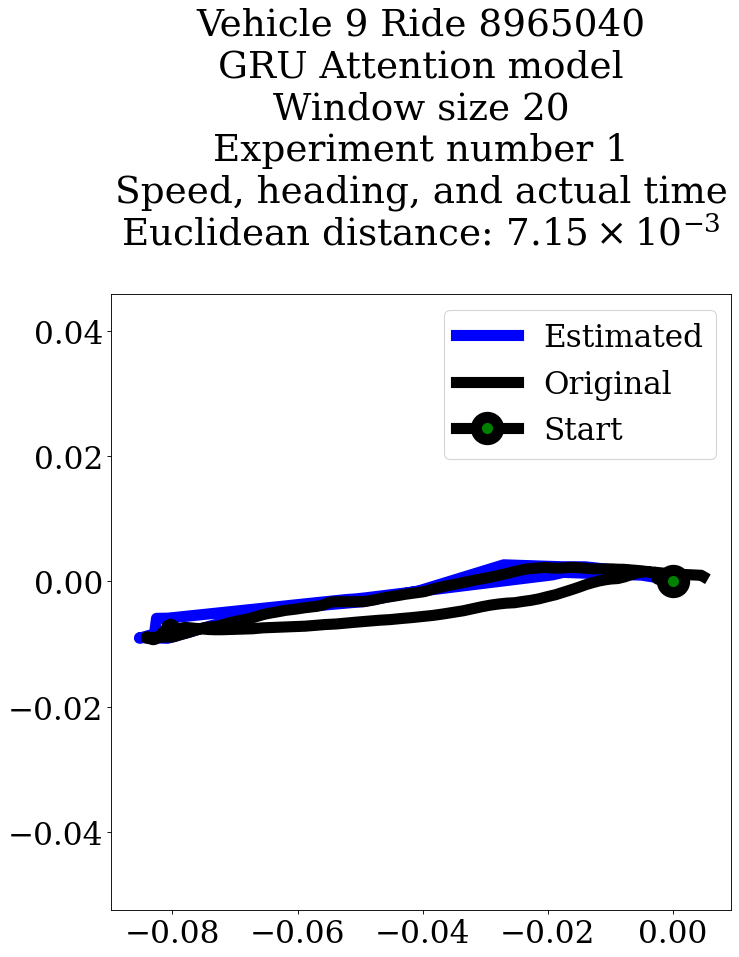 Vehicle 9 Ride 8965040
GRU Attention model
Window size 20
Experiment number 1
Speed, heading, and actual time
Euclidean distance: 7.15 × 10⁻³
Estimated
Original
Start
0.04
0.02
0.00
−0.02
−0.04
−0.08 −0.06 −0.04 −0.02 0.00